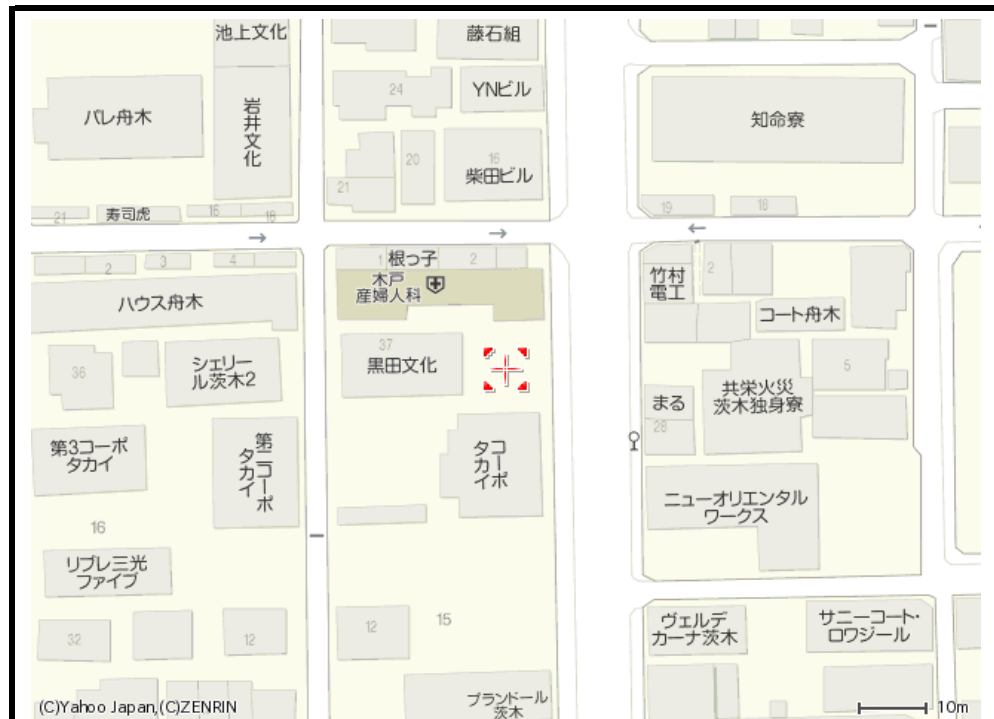 池上文化
藤石組
24
YNビル
パレ舟木
岩井文化
知命寮
20
16
21
柴田ビル
21
寿司虎
16
18
19
18
→
→
←
2
3
4
1
根っ子
2
木戸
産婦人科
竹村
電工
2
ハウス舟木
コート舟木
37
黒田文化
36
シェリー
ル茨木2
5
共栄火災
茨木独身寮
まる
28
第3コーポ
タカイ
第二コーポ
タカイ
コーポ
タカイ
ニューオリエンタル
ワークス
16
リブレ三光
ファイブ
32
12
12
15
ヴェルデ
カーナ茨木
サニーコート・
ロワジール
ブランドール
茨木
(C)Yahoo Japan,(C)ZENRIN
10m